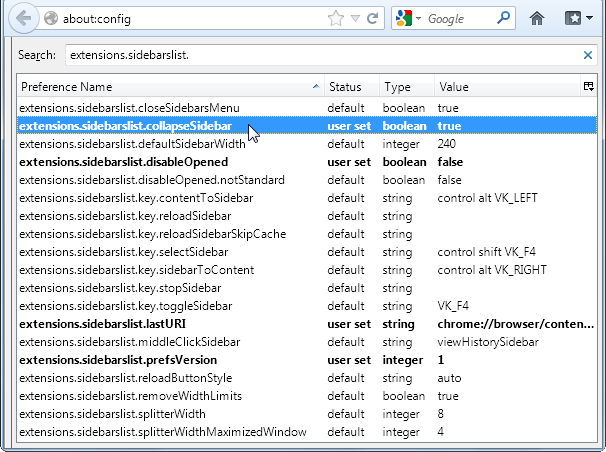 about:config
Google
Search: extensions.sidebarslist.
Preference Name Status Type Value
extensions.sidebarslist.closeSidebarsMenu default boolean true
extensions.sidebarslist.collapseSidebar user set boolean true
extensions.sidebarslist.defaultSidebarWidth default integer 240
extensions.sidebarslist.disableOpened user set boolean false
extensions.sidebarslist.disableOpened.notStandard default boolean false
extensions.sidebarslist.key.contentToSidebar default string control alt VK_LEFT
extensions.sidebarslist.key.reloadSidebar default string
extensions.sidebarslist.key.reloadSidebarSkipCache default string
extensions.sidebarslist.key.selectSidebar default string control shift VK_F4
extensions.sidebarslist.key.sidebarToContent default string control alt VK_RIGHT
extensions.sidebarslist.key.stopSidebar default string
extensions.sidebarslist.key.toggleSidebar default string VK_F4
extensions.sidebarslist.lastURI user set string chrome://browser/conten...
extensions.sidebarslist.middleClickSidebar default string viewHistorySidebar
extensions.sidebarslist.prefsVersion user set integer 1
extensions.sidebarslist.reloadButtonStyle default string auto
extensions.sidebarslist.removeWidthLimits default boolean true
extensions.sidebarslist.splitterWidth default integer 8
extensions.sidebarslist.splitterWidthMaximizedWindow default integer 4